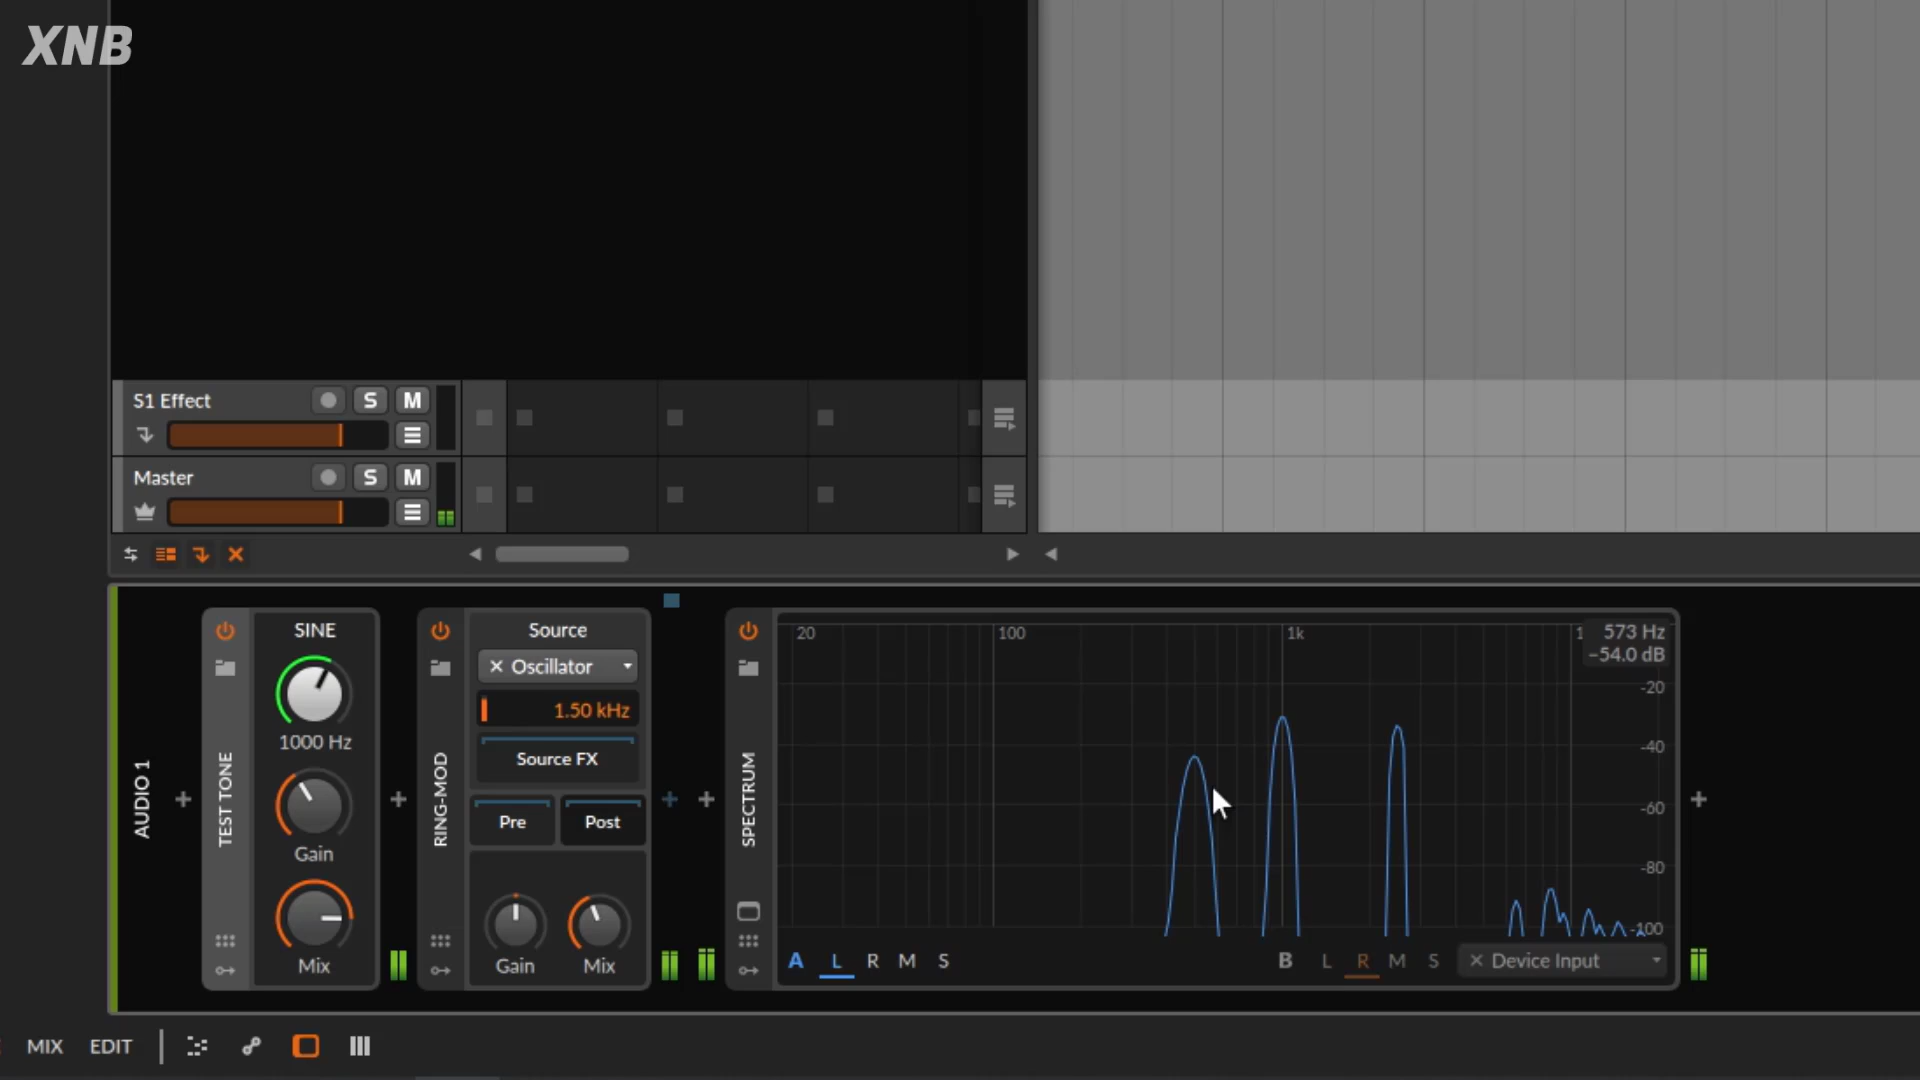 XNB
S1 Effect
S
M
Master
S
M
AUDIO 1
TEST TONE
SINE
1000 Hz
Gain
Mix
RING-MOD
Source
× Oscillator
1.50 kHz
Source FX
Pre
Post
Gain
Mix
SPECTRUM
20
100
1k
573 Hz
-54.0 dB
-20
-40
-60
-80
-100
A L R M S
B L R M S × Device Input
MIX EDIT